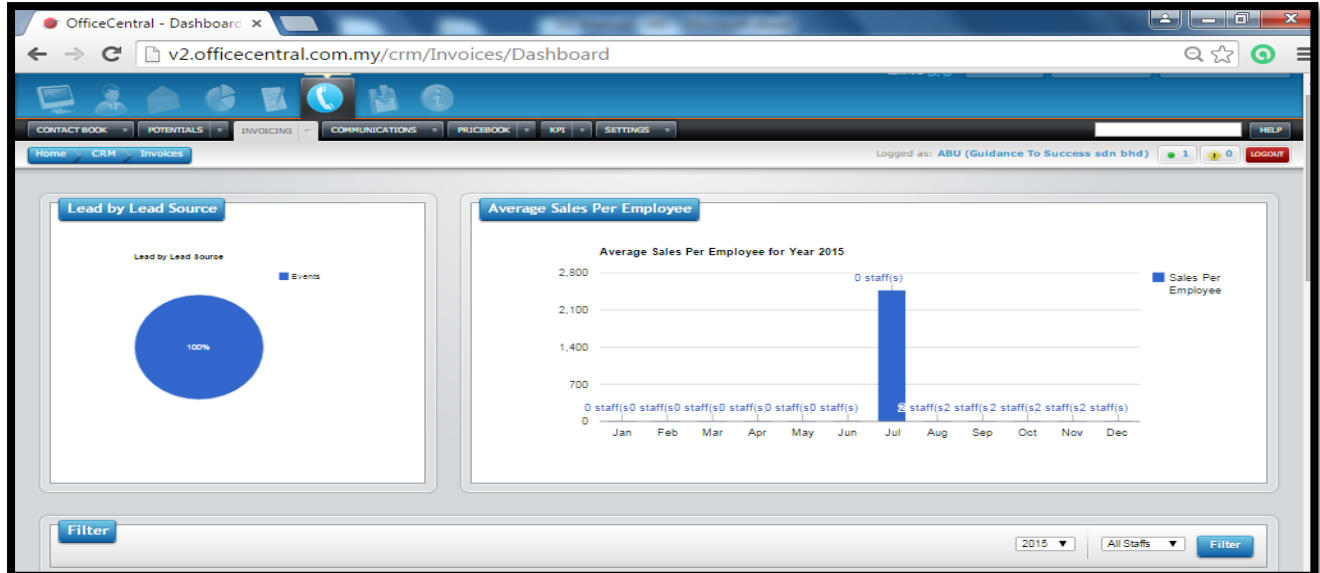 OfficeCentral - Dashboard
v2.officecentral.com.my/crm/Invoices/Dashboard
CONTACT BOOK POTENTIALS INVOICING COMMUNICATIONS PRICEBOOK KPI SETTINGS HELP
Home CRM Invoices Logged as: ABU (Guidance To Success sdn bhd) 1 0 LOGOUT
Lead by Lead Source
Lead by Lead Source
Events
100%
Average Sales Per Employee
Average Sales Per Employee for Year 2015
2,800
2,100
1,400
700
0
0 staff(s)
0 staff(s0 staff(s0 staff(s0 staff(s0 staff(s0 staff(s) 2 staff(s2 staff(s2 staff(s2 staff(s2 staff(s)
Jan Feb Mar Apr May Jun Jul Aug Sep Oct Nov Dec
Sales Per
Employee
Filter
2015 All Staffs Filter